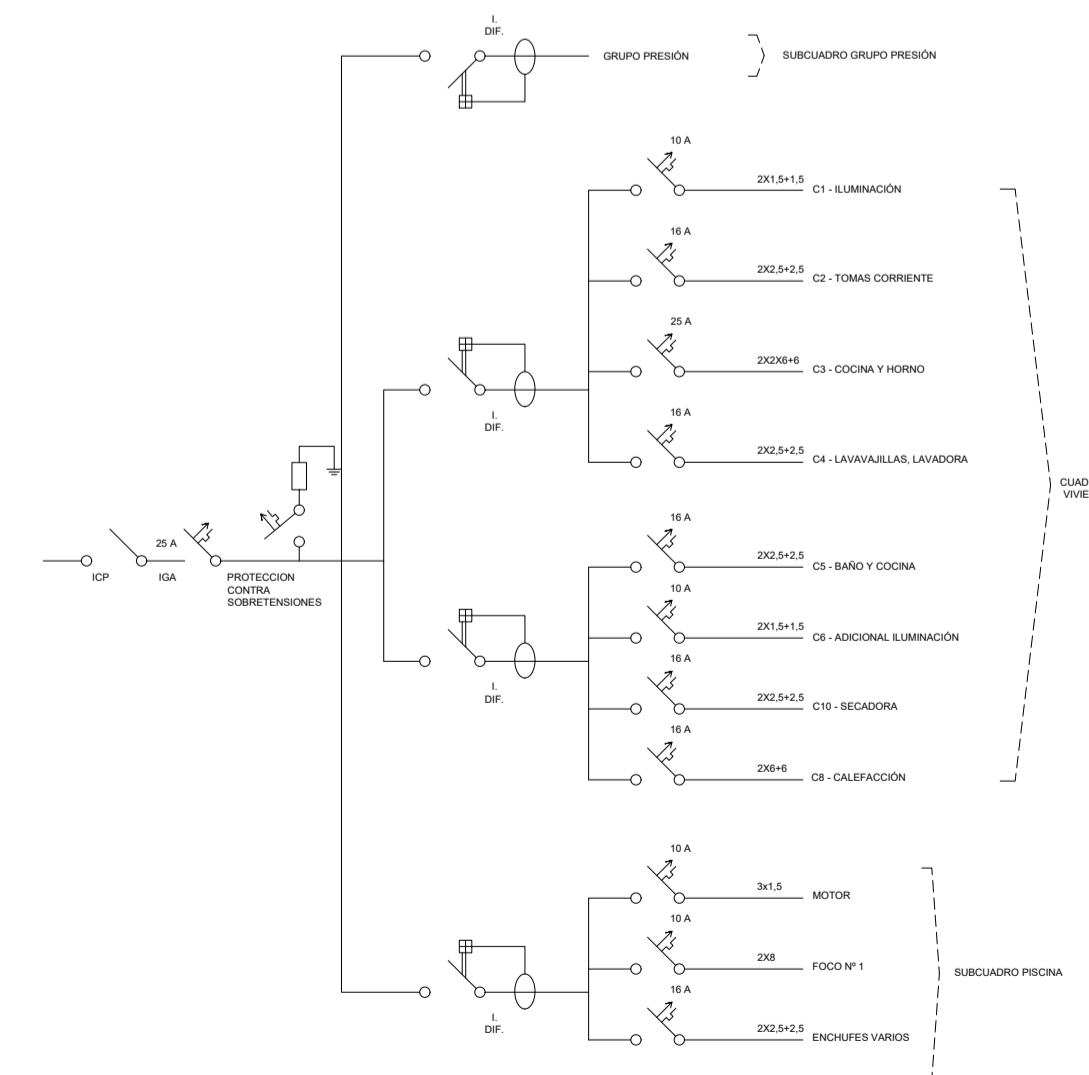 I.
DIF.
GRUPO PRESIÓN
SUBCUADRO GRUPO PRESIÓN
10 A
2X1,5+1,5
C1 - ILUMINACIÓN
16 A
2X2,5+2,5
C2 - TOMAS CORRIENTE
25 A
2X2X6+6
C3 - COCINA Y HORNO
I.
DIF.
16 A
2X2,5+2,5
C4 - LAVAVAJILLAS, LAVADORA
CUAD
VIVIE
25 A
ICP
IGA
PROTECCION
CONTRA
SOBRETENSIONES
16 A
2X2,5+2,5
C5 - BAÑO Y COCINA
10 A
2X1,5+1,5
C6 - ADICIONAL ILUMINACIÓN
I.
DIF.
16 A
2X2,5+2,5
C10 - SECADORA
16 A
2X6+6
C8 - CALEFACCIÓN
10 A
3x1,5
MOTOR
10 A
2X8
FOCO Nº 1
SUBCUADRO PISCINA
I.
DIF.
16 A
2X2,5+2,5
ENCHUFES VARIOS